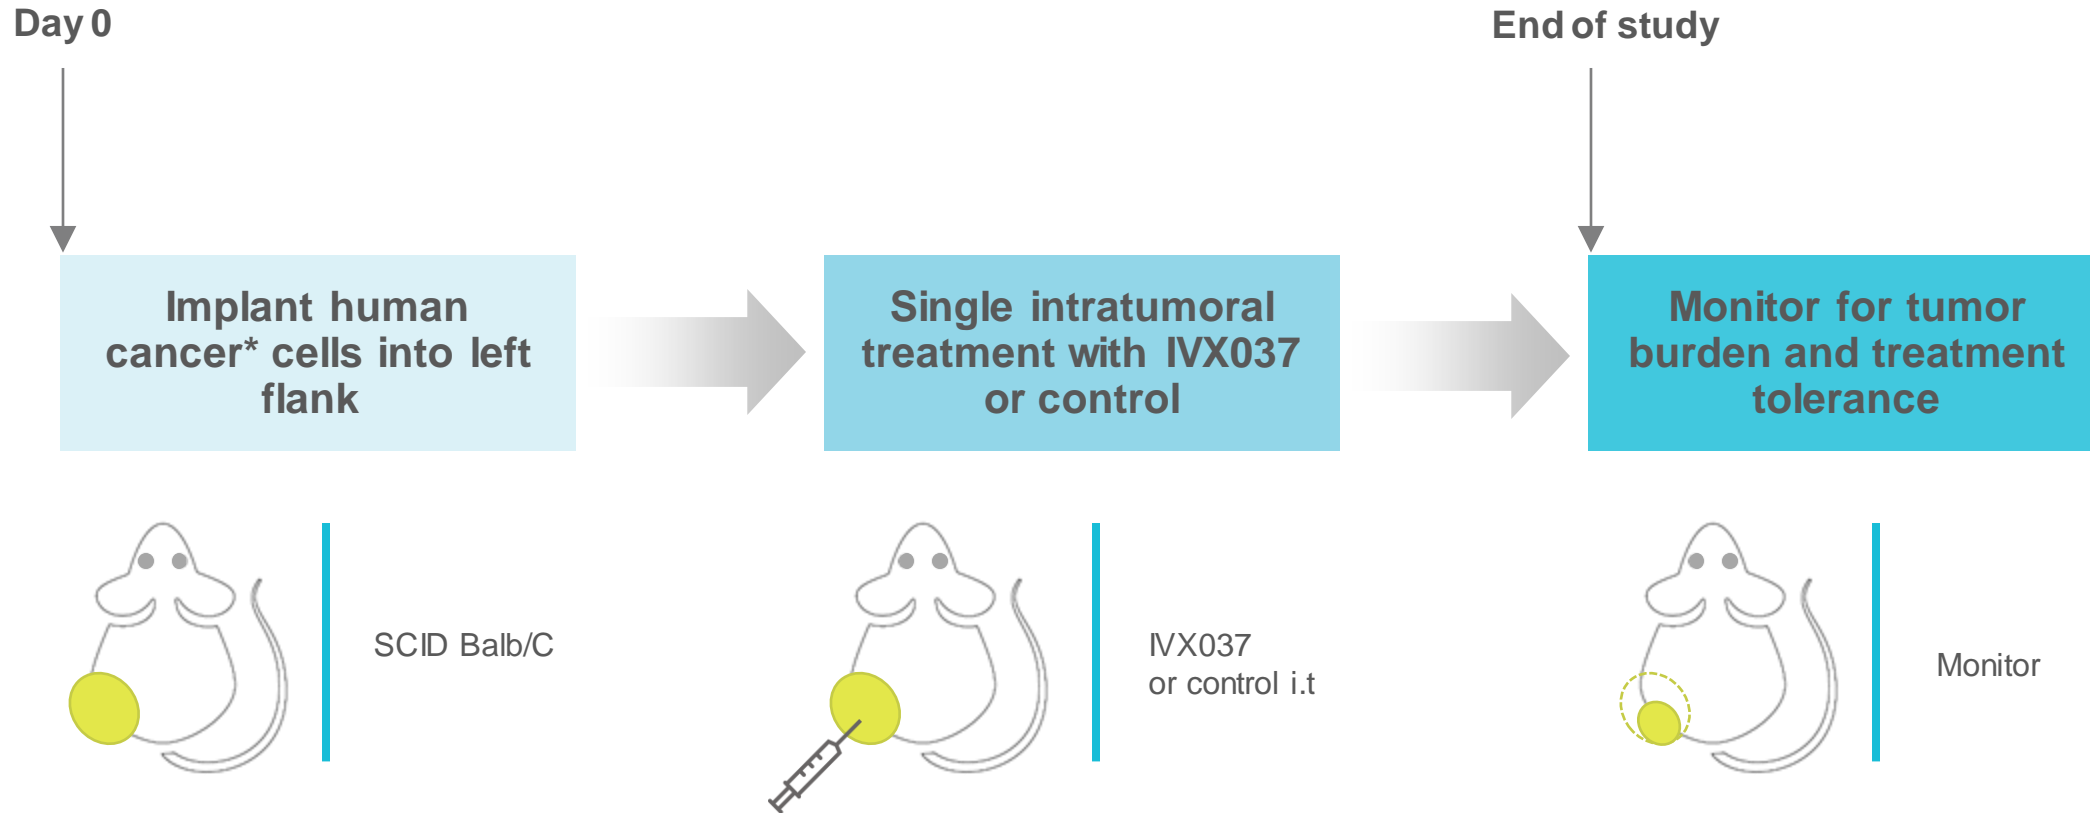 Day 0
End of study
Implant human
cancer* cells into left
flank
Single intratumoral
treatment with IVX037
or control
Monitor for tumor
burden and treatment
tolerance
SCID Balb/C
IVX037
or control i.t
Monitor